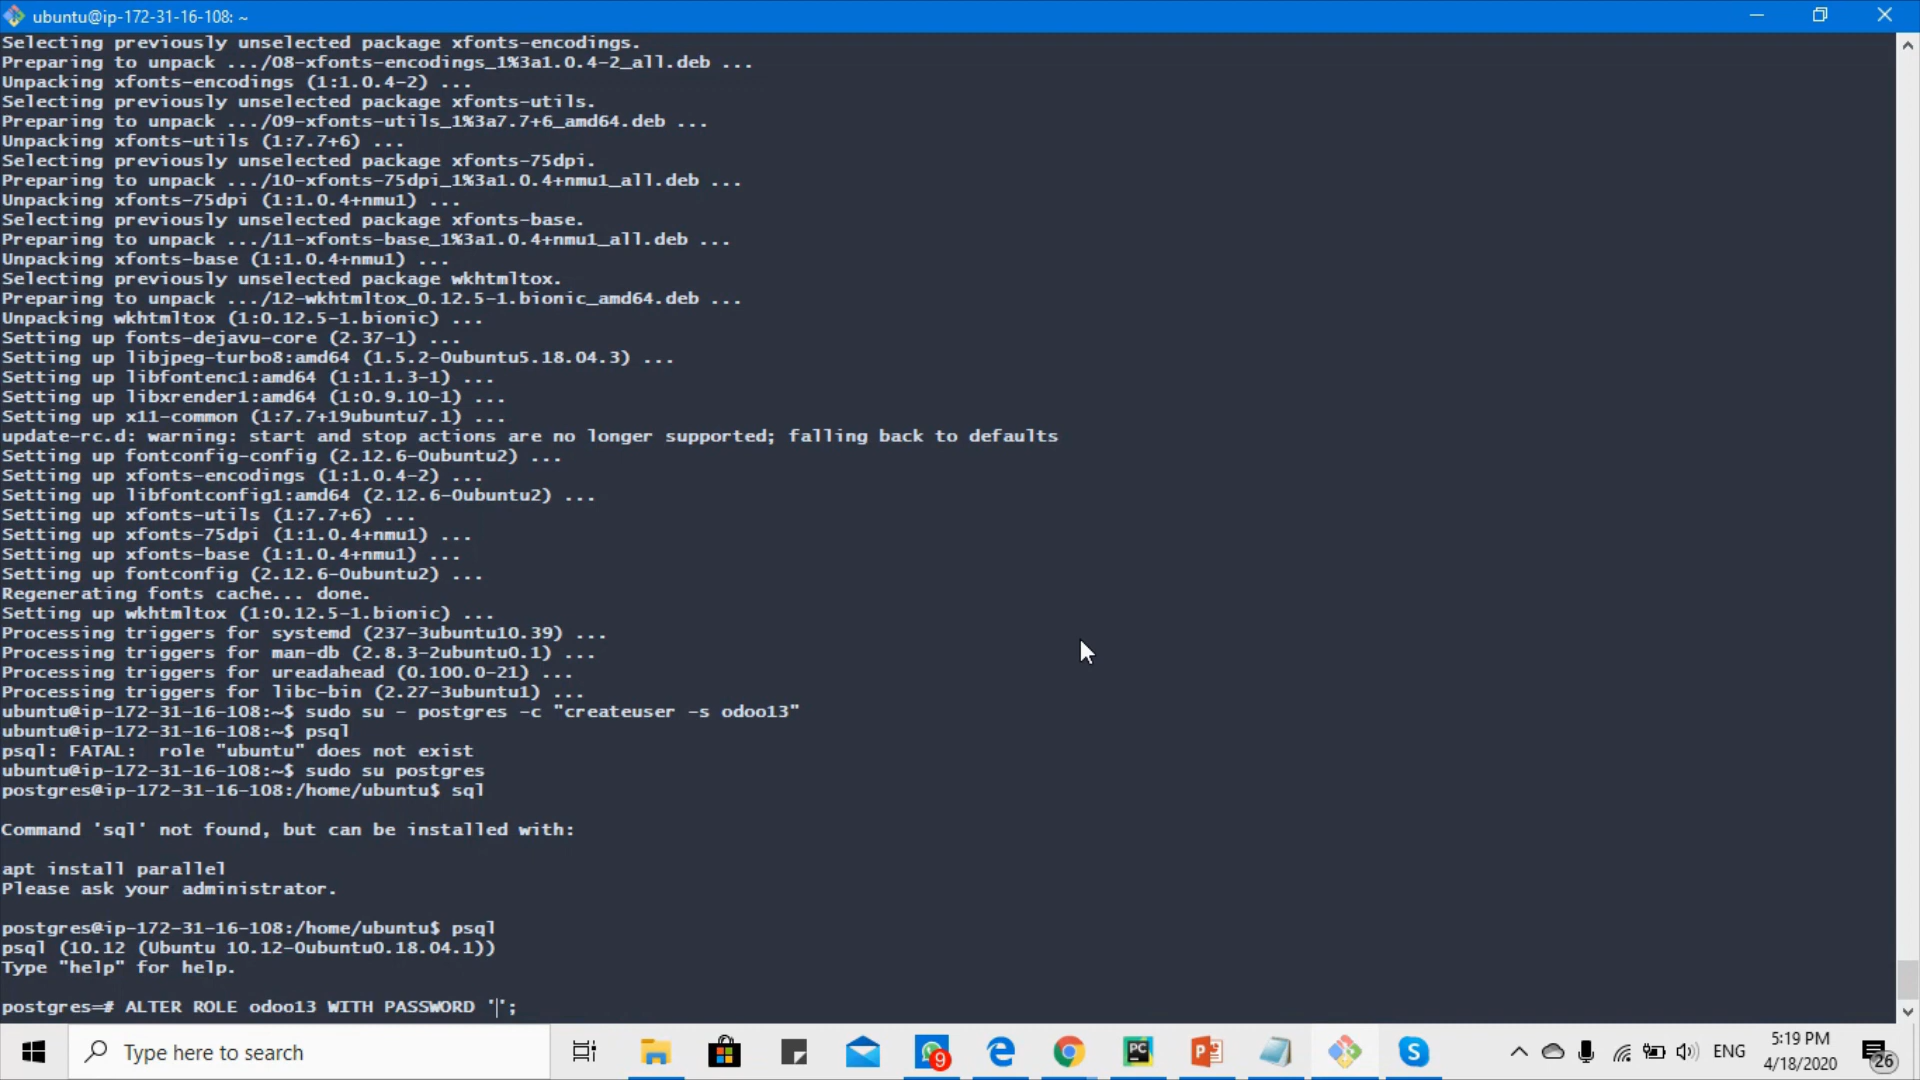 ubuntu@ip-172-31-16-108: ~
Selecting previously unselected package xfonts-encodings.
Preparing to unpack .../08-xfonts-encodings_1%3a1.0.4-2_all.deb ...
Unpacking xfonts-encodings (1:1.0.4-2) ...
Selecting previously unselected package xfonts-utils.
Preparing to unpack .../09-xfonts-utils_1%3a7.7+6_amd64.deb ...
Unpacking xfonts-utils (1:7.7+6) ...
Selecting previously unselected package xfonts-75dpi.
Preparing to unpack .../10-xfonts-75dpi_1%3a1.0.4+nmu1_all.deb ...
Unpacking xfonts-75dpi (1:1.0.4+nmu1) ...
Selecting previously unselected package xfonts-base.
Preparing to unpack .../11-xfonts-base_1%3a1.0.4+nmu1_all.deb ...
Unpacking xfonts-base (1:1.0.4+nmu1) ...
Selecting previously unselected package wkhtmltox.
Preparing to unpack .../12-wkhtmltox_0.12.5-1.bionic_amd64.deb ...
Unpacking wkhtmltox (1:0.12.5-1.bionic) ...
Setting up fonts-dejavu-core (2.37-1) ...
Setting up libjpeg-turbo8:amd64 (1.5.2-0ubuntu5.18.04.3) ...
Setting up libfontenc1:amd64 (1:1.1.3-1) ...
Setting up libxrender1:amd64 (1:0.9.10-1) ...
Setting up x11-common (1:7.7+19ubuntu7.1) ...
update-rc.d: warning: start and stop actions are no longer supported; falling back to defaults
Setting up fontconfig-config (2.12.6-0ubuntu2) ...
Setting up xfonts-encodings (1:1.0.4-2) ...
Setting up libfontconfig1:amd64 (2.12.6-0ubuntu2) ...
Setting up xfonts-utils (1:7.7+6) ...
Setting up xfonts-75dpi (1:1.0.4+nmu1) ...
Setting up xfonts-base (1:1.0.4+nmu1) ...
Setting up fontconfig (2.12.6-0ubuntu2) ...
Regenerating fonts cache... done.
Setting up wkhtmltox (1:0.12.5-1.bionic) ...
Processing triggers for systemd (237-3ubuntu10.39) ...
Processing triggers for man-db (2.8.3-2ubuntu0.1) ...
Processing triggers for ureadahead (0.100.0-21) ...
Processing triggers for libc-bin (2.27-3ubuntu1) ...
ubuntu@ip-172-31-16-108:~$ sudo su - postgres -c "createuser -s odoo13"
ubuntu@ip-172-31-16-108:~$ psql
psql: FATAL:  role "ubuntu" does not exist
ubuntu@ip-172-31-16-108:~$ sudo su postgres
postgres@ip-172-31-16-108:/home/ubuntu$ sql
Command 'sql' not found, but can be installed with:
apt install parallel
Please ask your administrator.
postgres@ip-172-31-16-108:/home/ubuntu$ psql
psql (10.12 (Ubuntu 10.12-0ubuntu0.18.04.1))
Type "help" for help.
postgres=# ALTER ROLE odoo13 WITH PASSWORD '';
Type here to search
9
PC
ENG
5:19 PM
4/18/2020
26